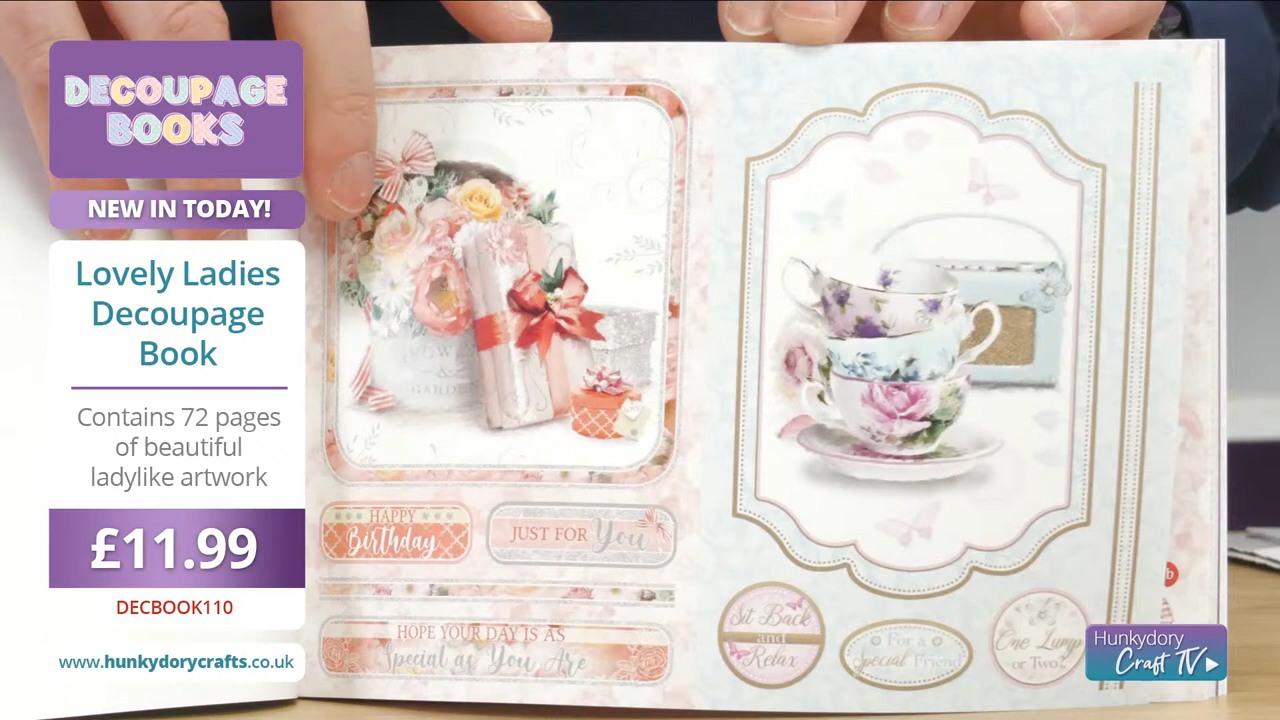 DECOUPAGE
BOOKS
NEW IN TODAY!
Lovely Ladies
Decoupage
Book
Contains 72 pages
of beautiful
ladylike artwork
£11.99
DECBOOK110
www.hunkydorycrafts.co.uk
GARDEN
HAPPY
Birthday
JUST FOR You
HOPE YOUR DAY IS AS
Special as You Are
Sit Back
and
Relax
For a
Special Friend
One Lump
or Two?
b
Hunkydory
Craft TV